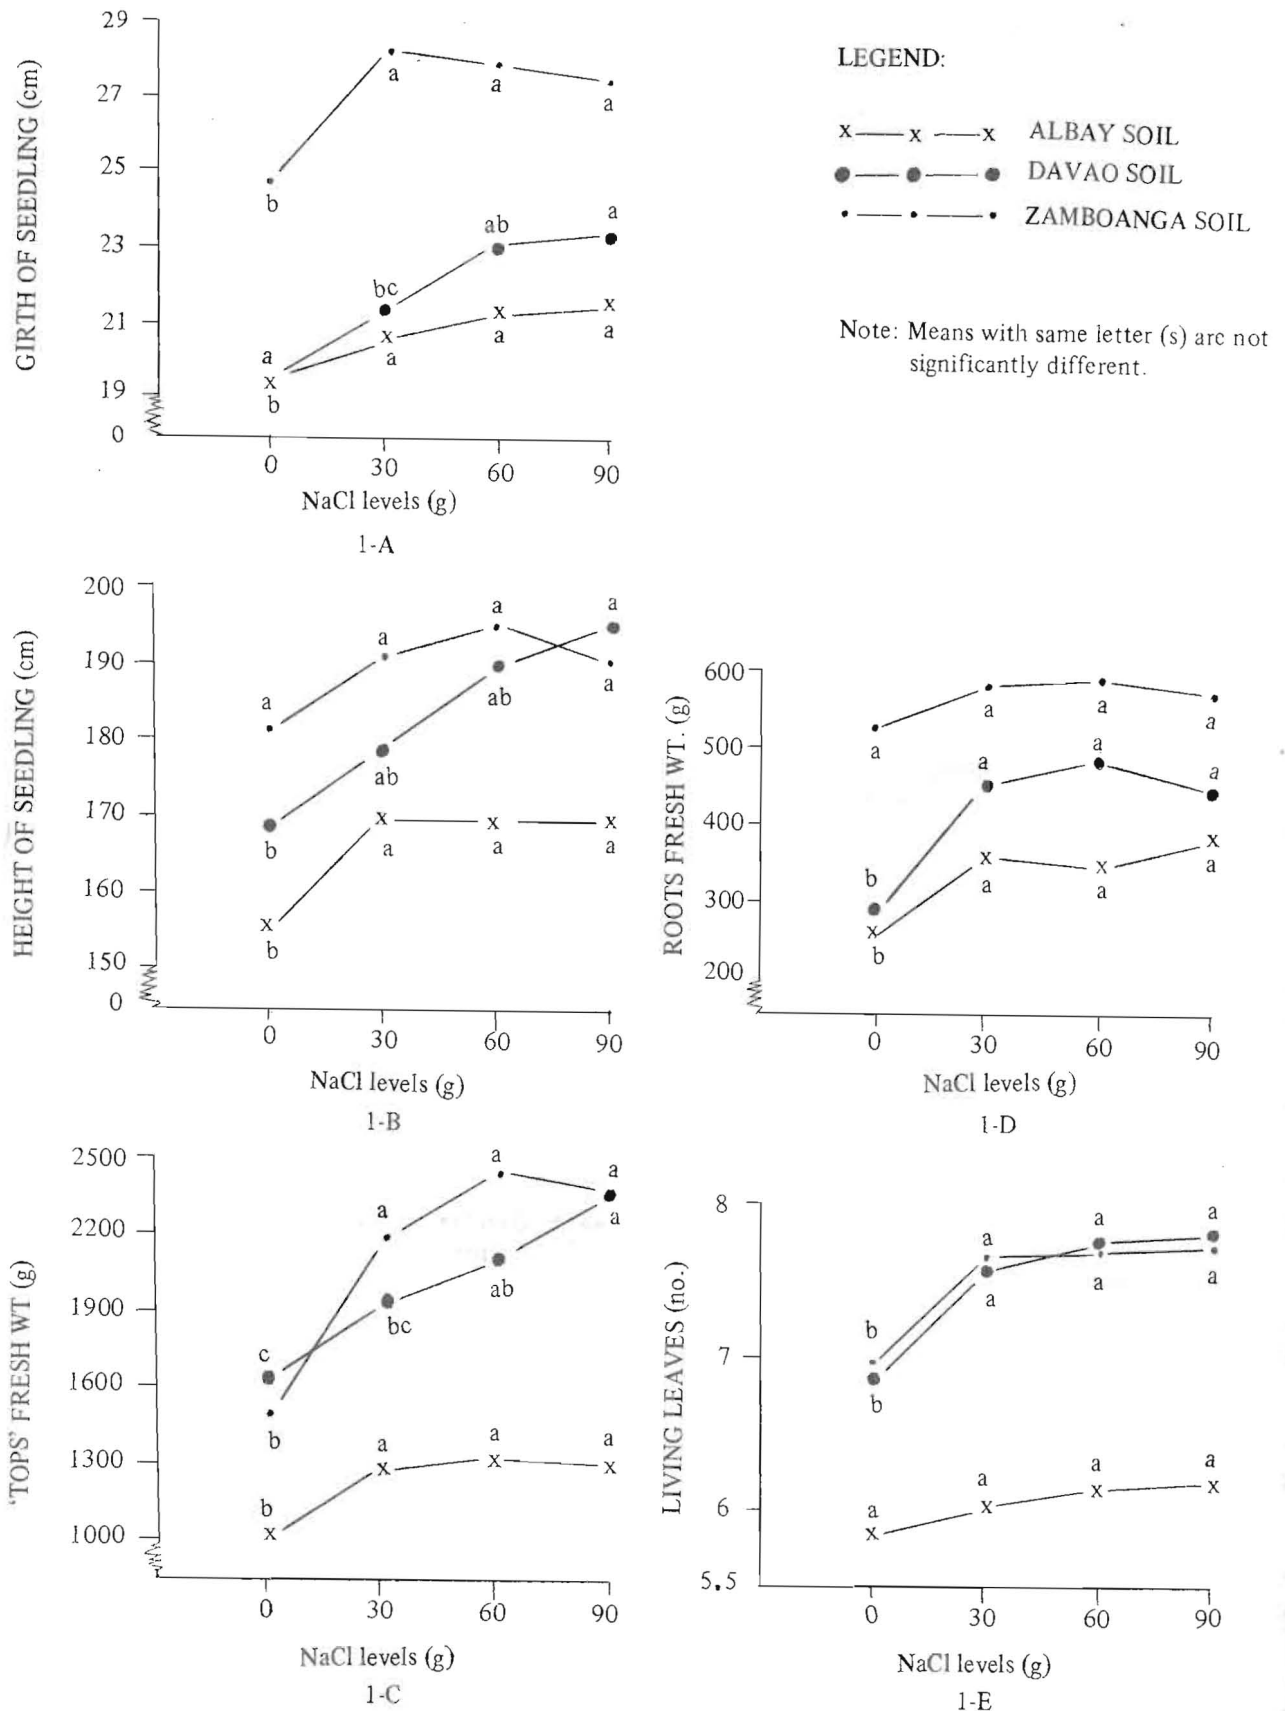 29
27
25
23
21
19
0
GIRTH OF SEEDLING (cm)
a
a
a
b
a
ab
bc
x
x
x
x
a
a
a
a
b
0
30
60
90
NaCl levels (g)
1-A
LEGEND:
x x x ALBAY SOIL
DAVAO SOIL
ZAMBOANGA SOIL
Note: Means with same letter (s) are not
significantly different.
200
190
180
170
160
150
0
HEIGHT OF SEEDLING (cm)
a
a
a
a
a
ab
ab
b
x
x
x
x
a
a
a
b
0
30
60
90
NaCl levels (g)
1-B
600
500
400
300
200
ROOTS FRESH WT. (g)
a
a
a
a
a
a
a
b
x
x
x
x
a
a
a
b
0
30
60
90
NaCl levels (g)
1-D
2500
2200
1900
1600
1300
1000
'TOPS' FRESH WT (g)
a
a
a
a
ab
bc
c
b
a
a
a
b
x
x
x
x
0
30
60
90
NaCl levels (g)
1-C
8
7
6
5.5
LIVING LEAVES (no.)
a
a
a
a
a
a
b
b
a
a
a
a
x
x
x
x
0
30
60
90
NaCl levels (g)
1-E